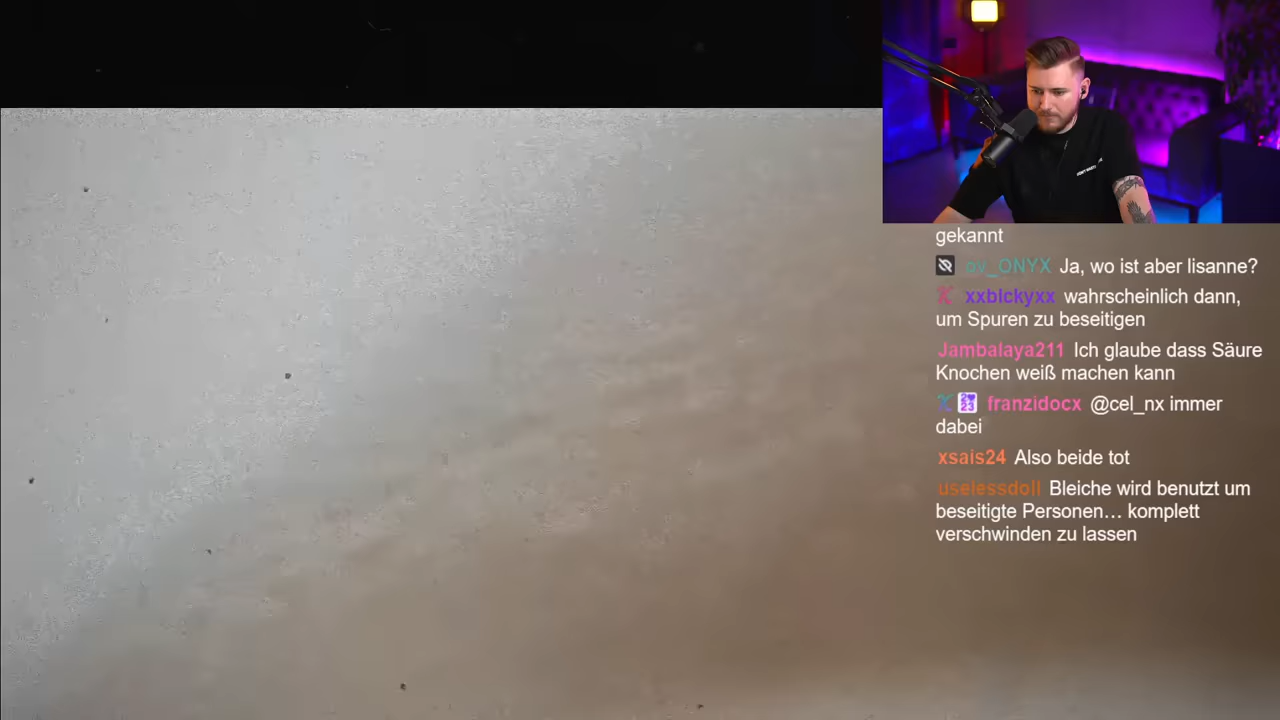 gekannt
ov_ONYX Ja, wo ist aber lisanne?
xxblckyxx wahrscheinlich dann,
um Spuren zu beseitigen
Jambalaya211 Ich glaube dass Säure
Knochen weiß machen kann
franzidocx @cel_nx immer
dabei
xsais24 Also beide tot
uselessdoll Bleiche wird benutzt um
beseitigte Personen… komplett
verschwinden zu lassen